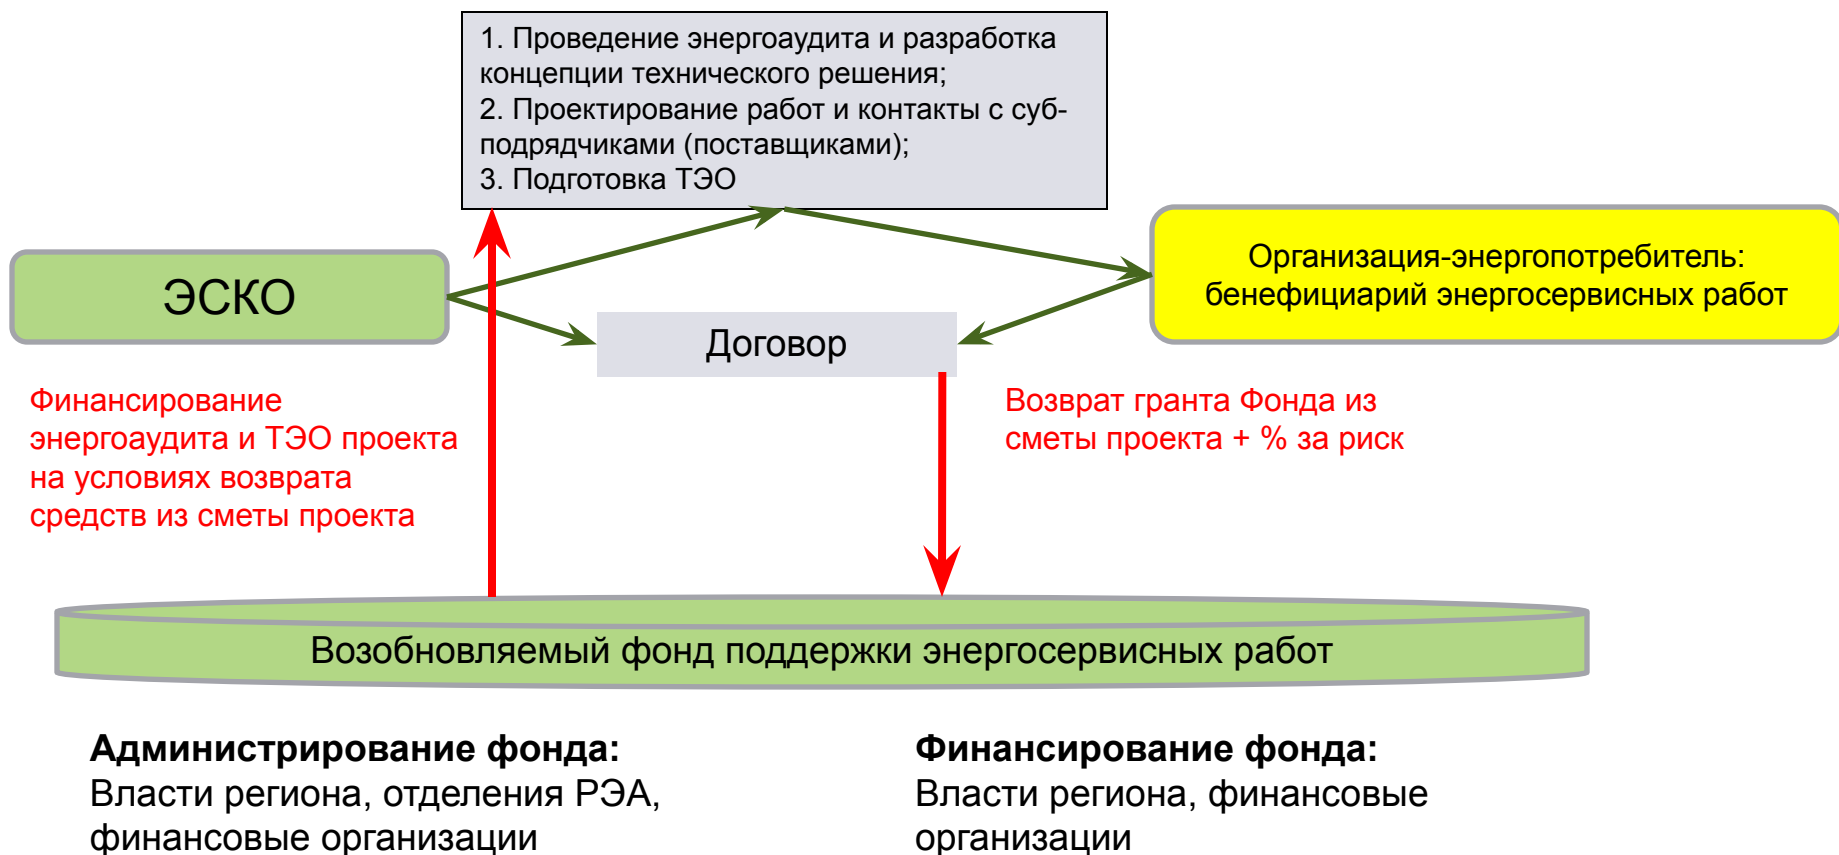 1. Проведение энергоаудита и разработка
концепции технического решения;
2. Проектирование работ и контакты с суб-
подрядчиками (поставщиками);
3. Подготовка ТЭО
ЭСКО
Организация-энергопотребитель:
бенефициарий энергосервисных работ
Договор
Финансирование
энергоаудита и ТЭО проекта
на условиях возврата
средств из сметы проекта
Возврат гранта Фонда из
сметы проекта + % за риск
Возобновляемый фонд поддержки энергосервисных работ
Администрирование фонда:
Власти региона, отделения РЭА,
финансовые организации
Финансирование фонда:
Власти региона, финансовые
организации